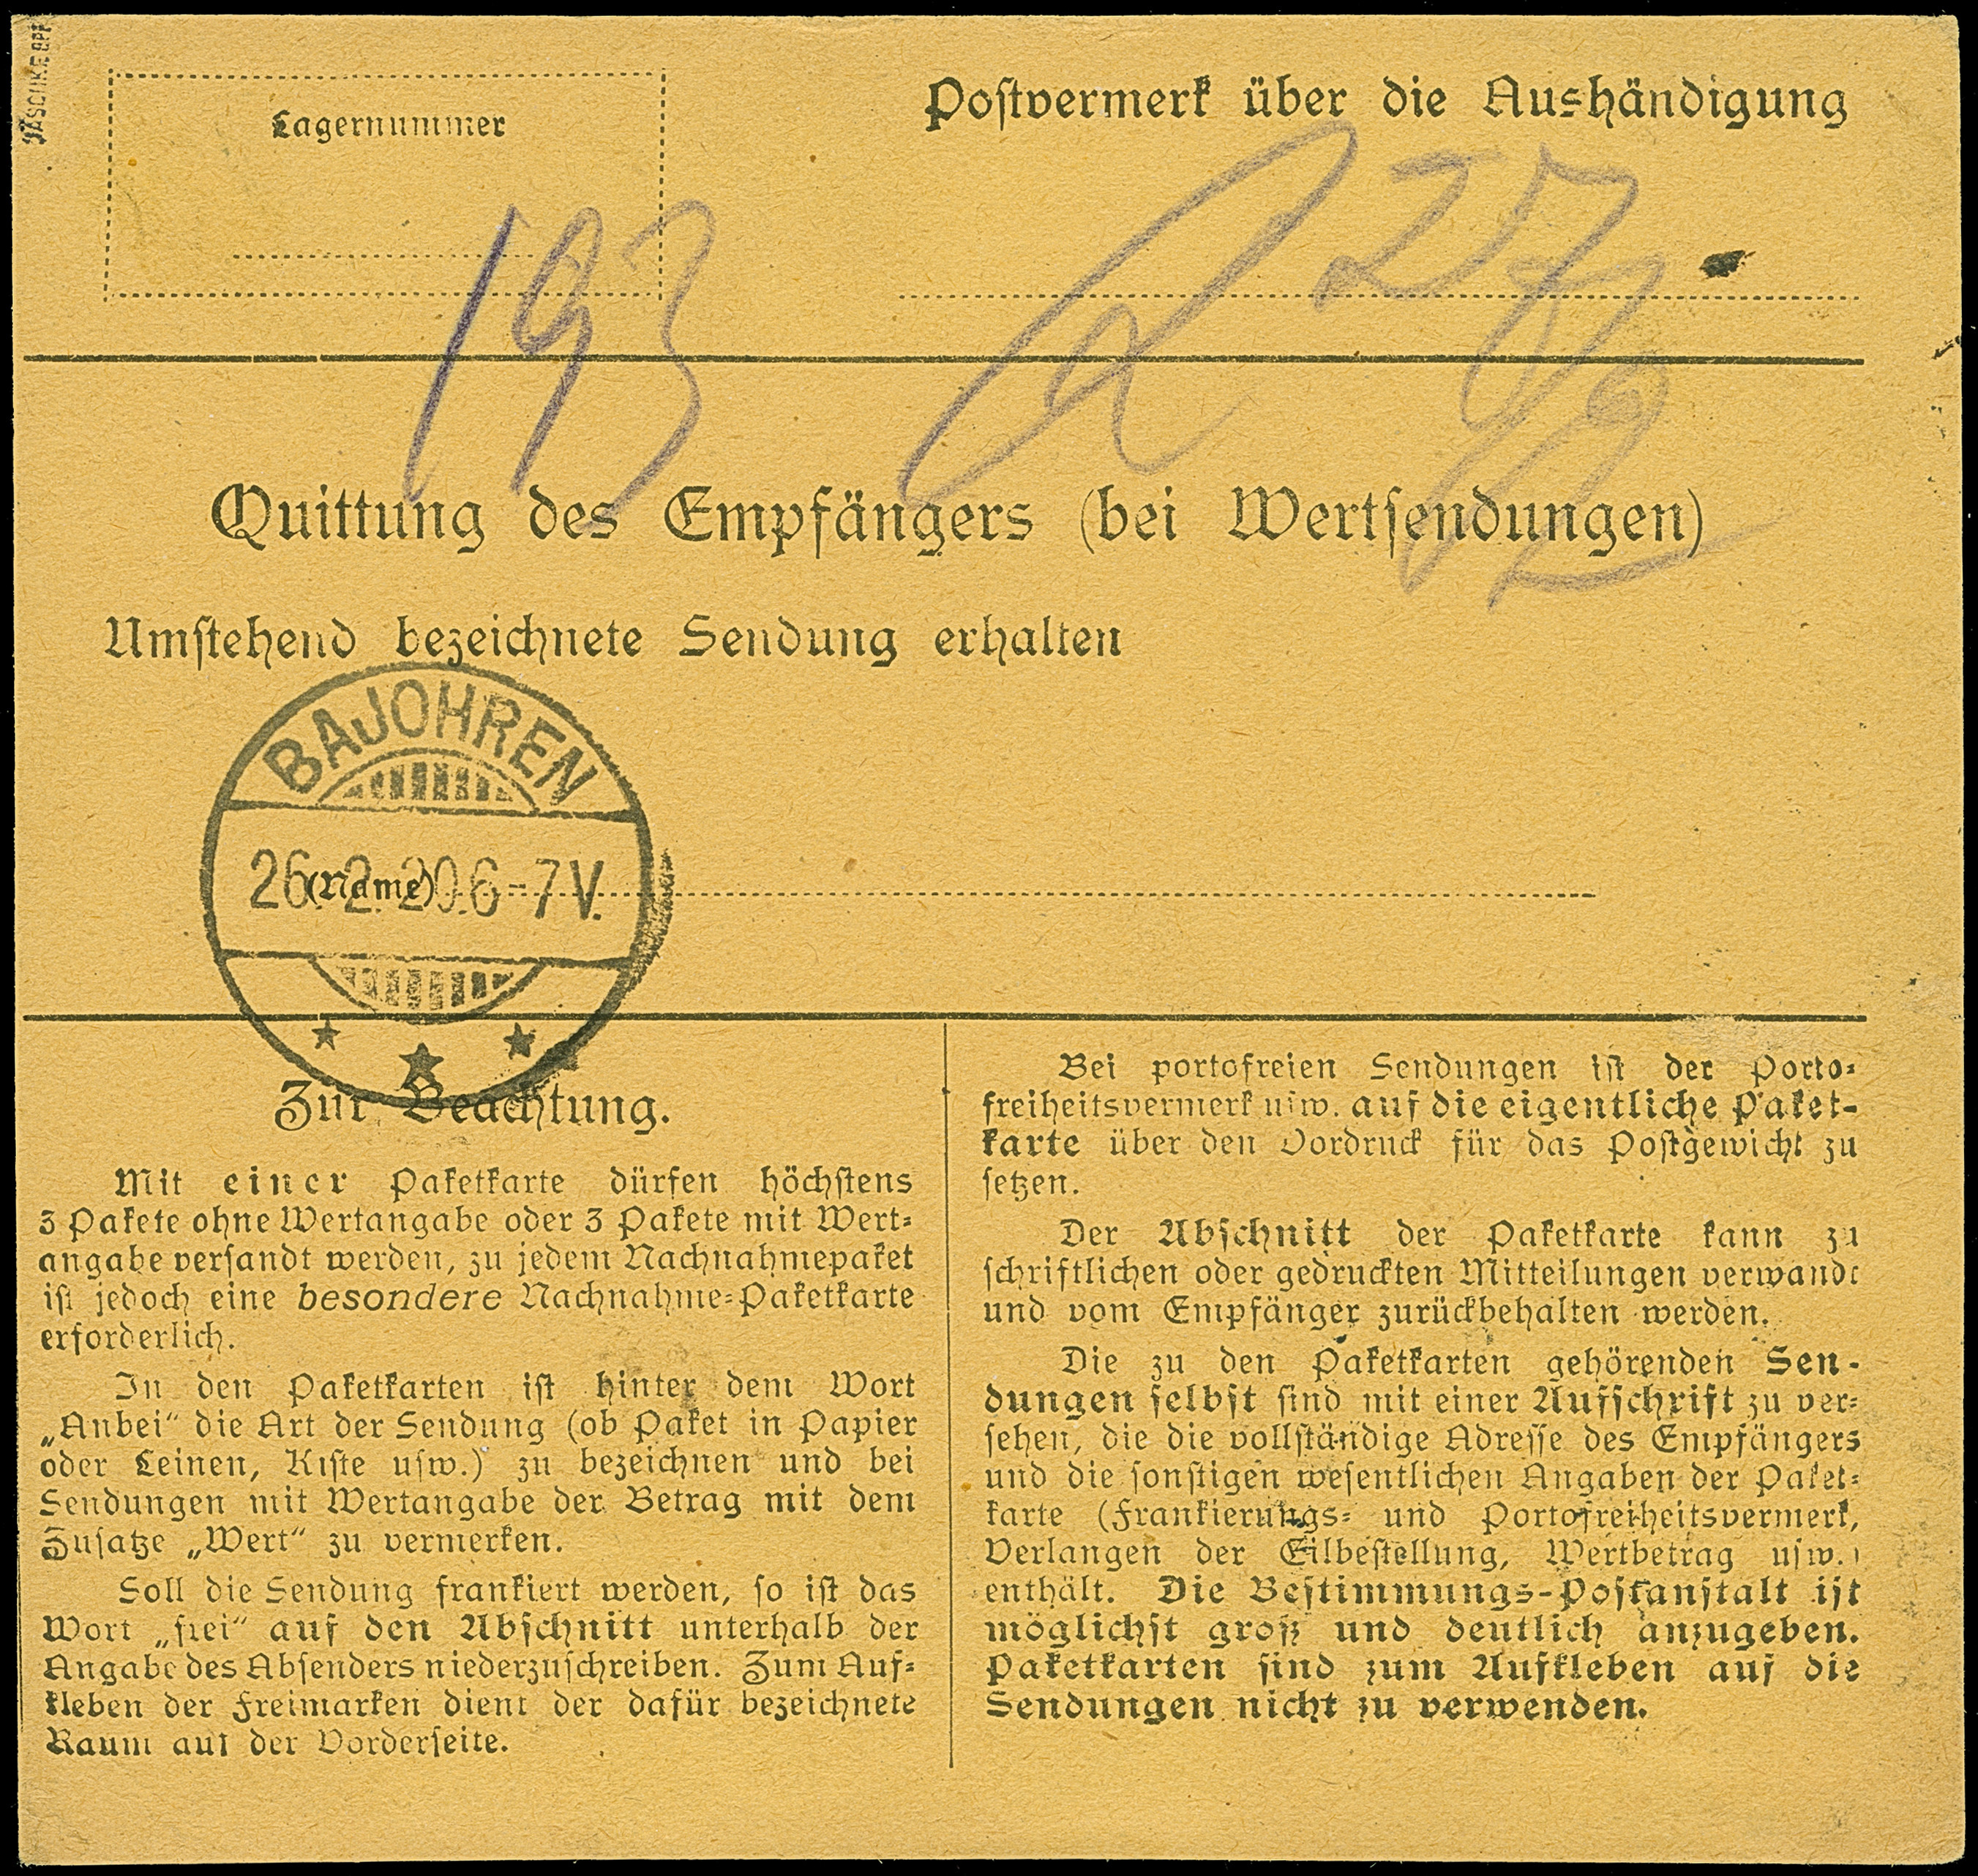 JÄSCHKE BPP
Lagernummer
Postvermerk über die Aushändigung
193
27/2
Quittung des Empfängers (bei Wertsendungen)
Umstehend bezeichnete Sendung erhalten
BAJOHREN
26.2.20.6-7V.
(Name)
Zur Beachtung.
Mit einer Paketkarte dürfen höchstens
3 Pakete ohne Wertangabe oder 3 Pakete mit Wert-
angabe versandt werden, zu jedem Nachnahmepaket
ist jedoch eine besondere Nachnahme-Paketkarte
erforderlich.
In den Paketkarten ist hinter dem Wort
„Anbei“ die Art der Sendung (ob Paket in Papier
oder Leinen, Kiste usw.) zu bezeichnen und bei
Sendungen mit Wertangabe der Betrag mit dem
Zusatze „Wert“ zu vermerken.
Soll die Sendung frankiert werden, so ist das
Wort „frei“ auf den Abschnitt unterhalb der
Angabe des Absenders niederzuschreiben. Zum Auf-
kleben der Freimarken dient der dafür bezeichnete
Raum auf der Vorderseite.
Bei portofreien Sendungen ist der Porto-
freiheitsvermerk usw. auf die eigentliche Paket-
karte über den Vordruck für das Postgewicht zu
setzen.
Der Abschnitt der Paketkarte kann zu
schriftlichen oder gedruckten Mitteilungen verwandt
und vom Empfänger zurückbehalten werden.
Die zu den Paketkarten gehörenden Sen-
dungen selbst sind mit einer Aufschrift zu ver-
sehen, die die vollständige Adresse des Empfängers
und die sonstigen wesentlichen Angaben der Paket-
karte (Frankierungs- und Portofreiheitsvermerk,
Verlangen der Eilbestellung, Wertbetrag usw.)
enthält. Die Bestimmungs-Postanstalt ist
möglichst groß und deutlich anzugeben.
Paketkarten sind zum Aufkleben auf die
Sendungen nicht zu verwenden.